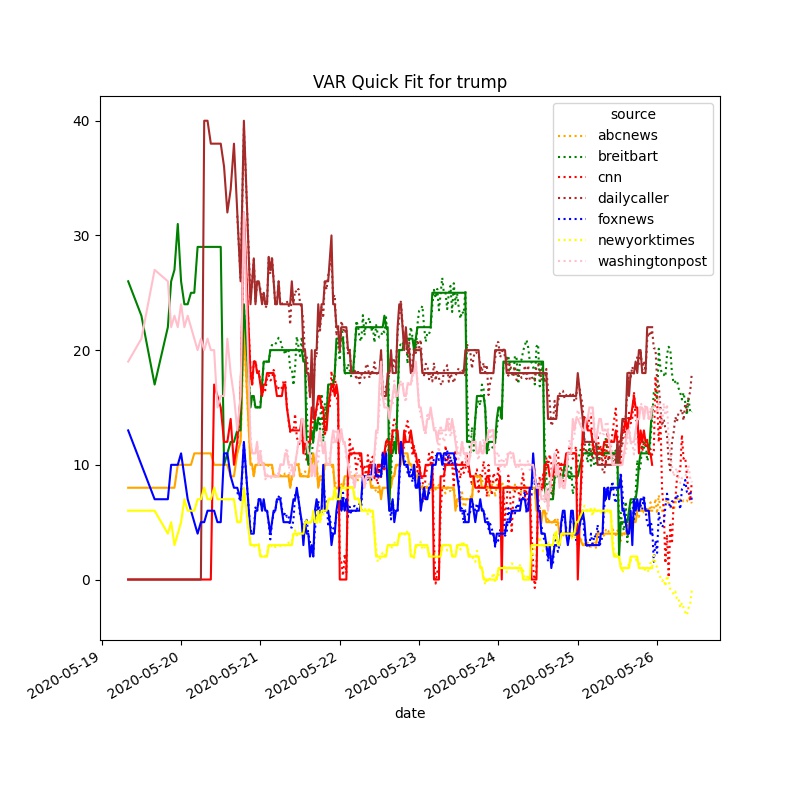 VAR Quick Fit for trump
40
30
20
10
0
source
abcnews
breitbart
cnn
dailycaller
foxnews
newyorktimes
washingtonpost
2020-05-19
2020-05-20
2020-05-21
2020-05-22
2020-05-23
2020-05-24
2020-05-25
2020-05-26
date